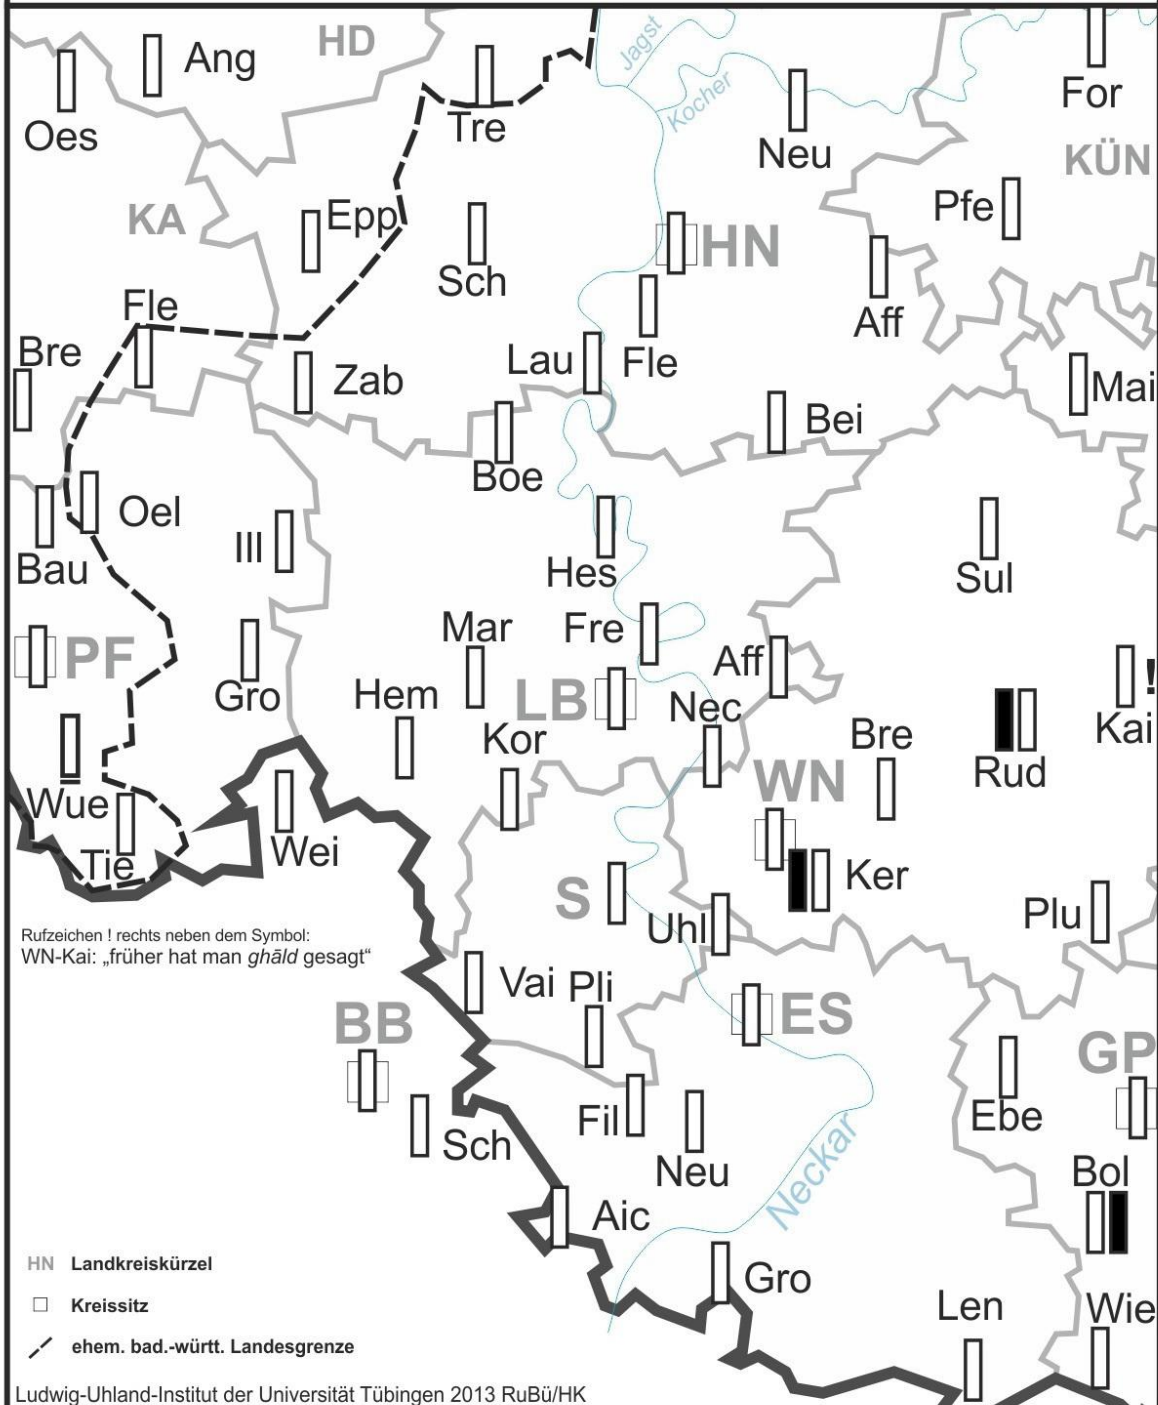 HD
Jagst
Ang
Oes
Tre
Kocher
Neu
For
KÜN
KA
Epp
Pfe
Sch
HN
Fle
Aff
Bre
Zab
Lau
Fle
Mai
Bei
Boe
Oel
Ill
Bau
Hes
Sul
Mar
Fre
PF
Gro
Hem
LB
Aff
Nec
Kai !
Kor
Bre
Rud
WN
Wue
Tie
Wei
Ker
S
Uhl
Plu
Rufzeichen ! rechts neben dem Symbol:
WN-Kai: „früher hat man ghāld gesagt“
Vai
Pli
BB
ES
GP
Fil
Ebe
Sch
Neu
Neckar
Bol
Aic
Gro
Len
Wie
HN Landkreiskürzel
Kreissitz
ehem. bad.-württ. Landesgrenze
Ludwig-Uhland-Institut der Universität Tübingen 2013 RuBü/HK